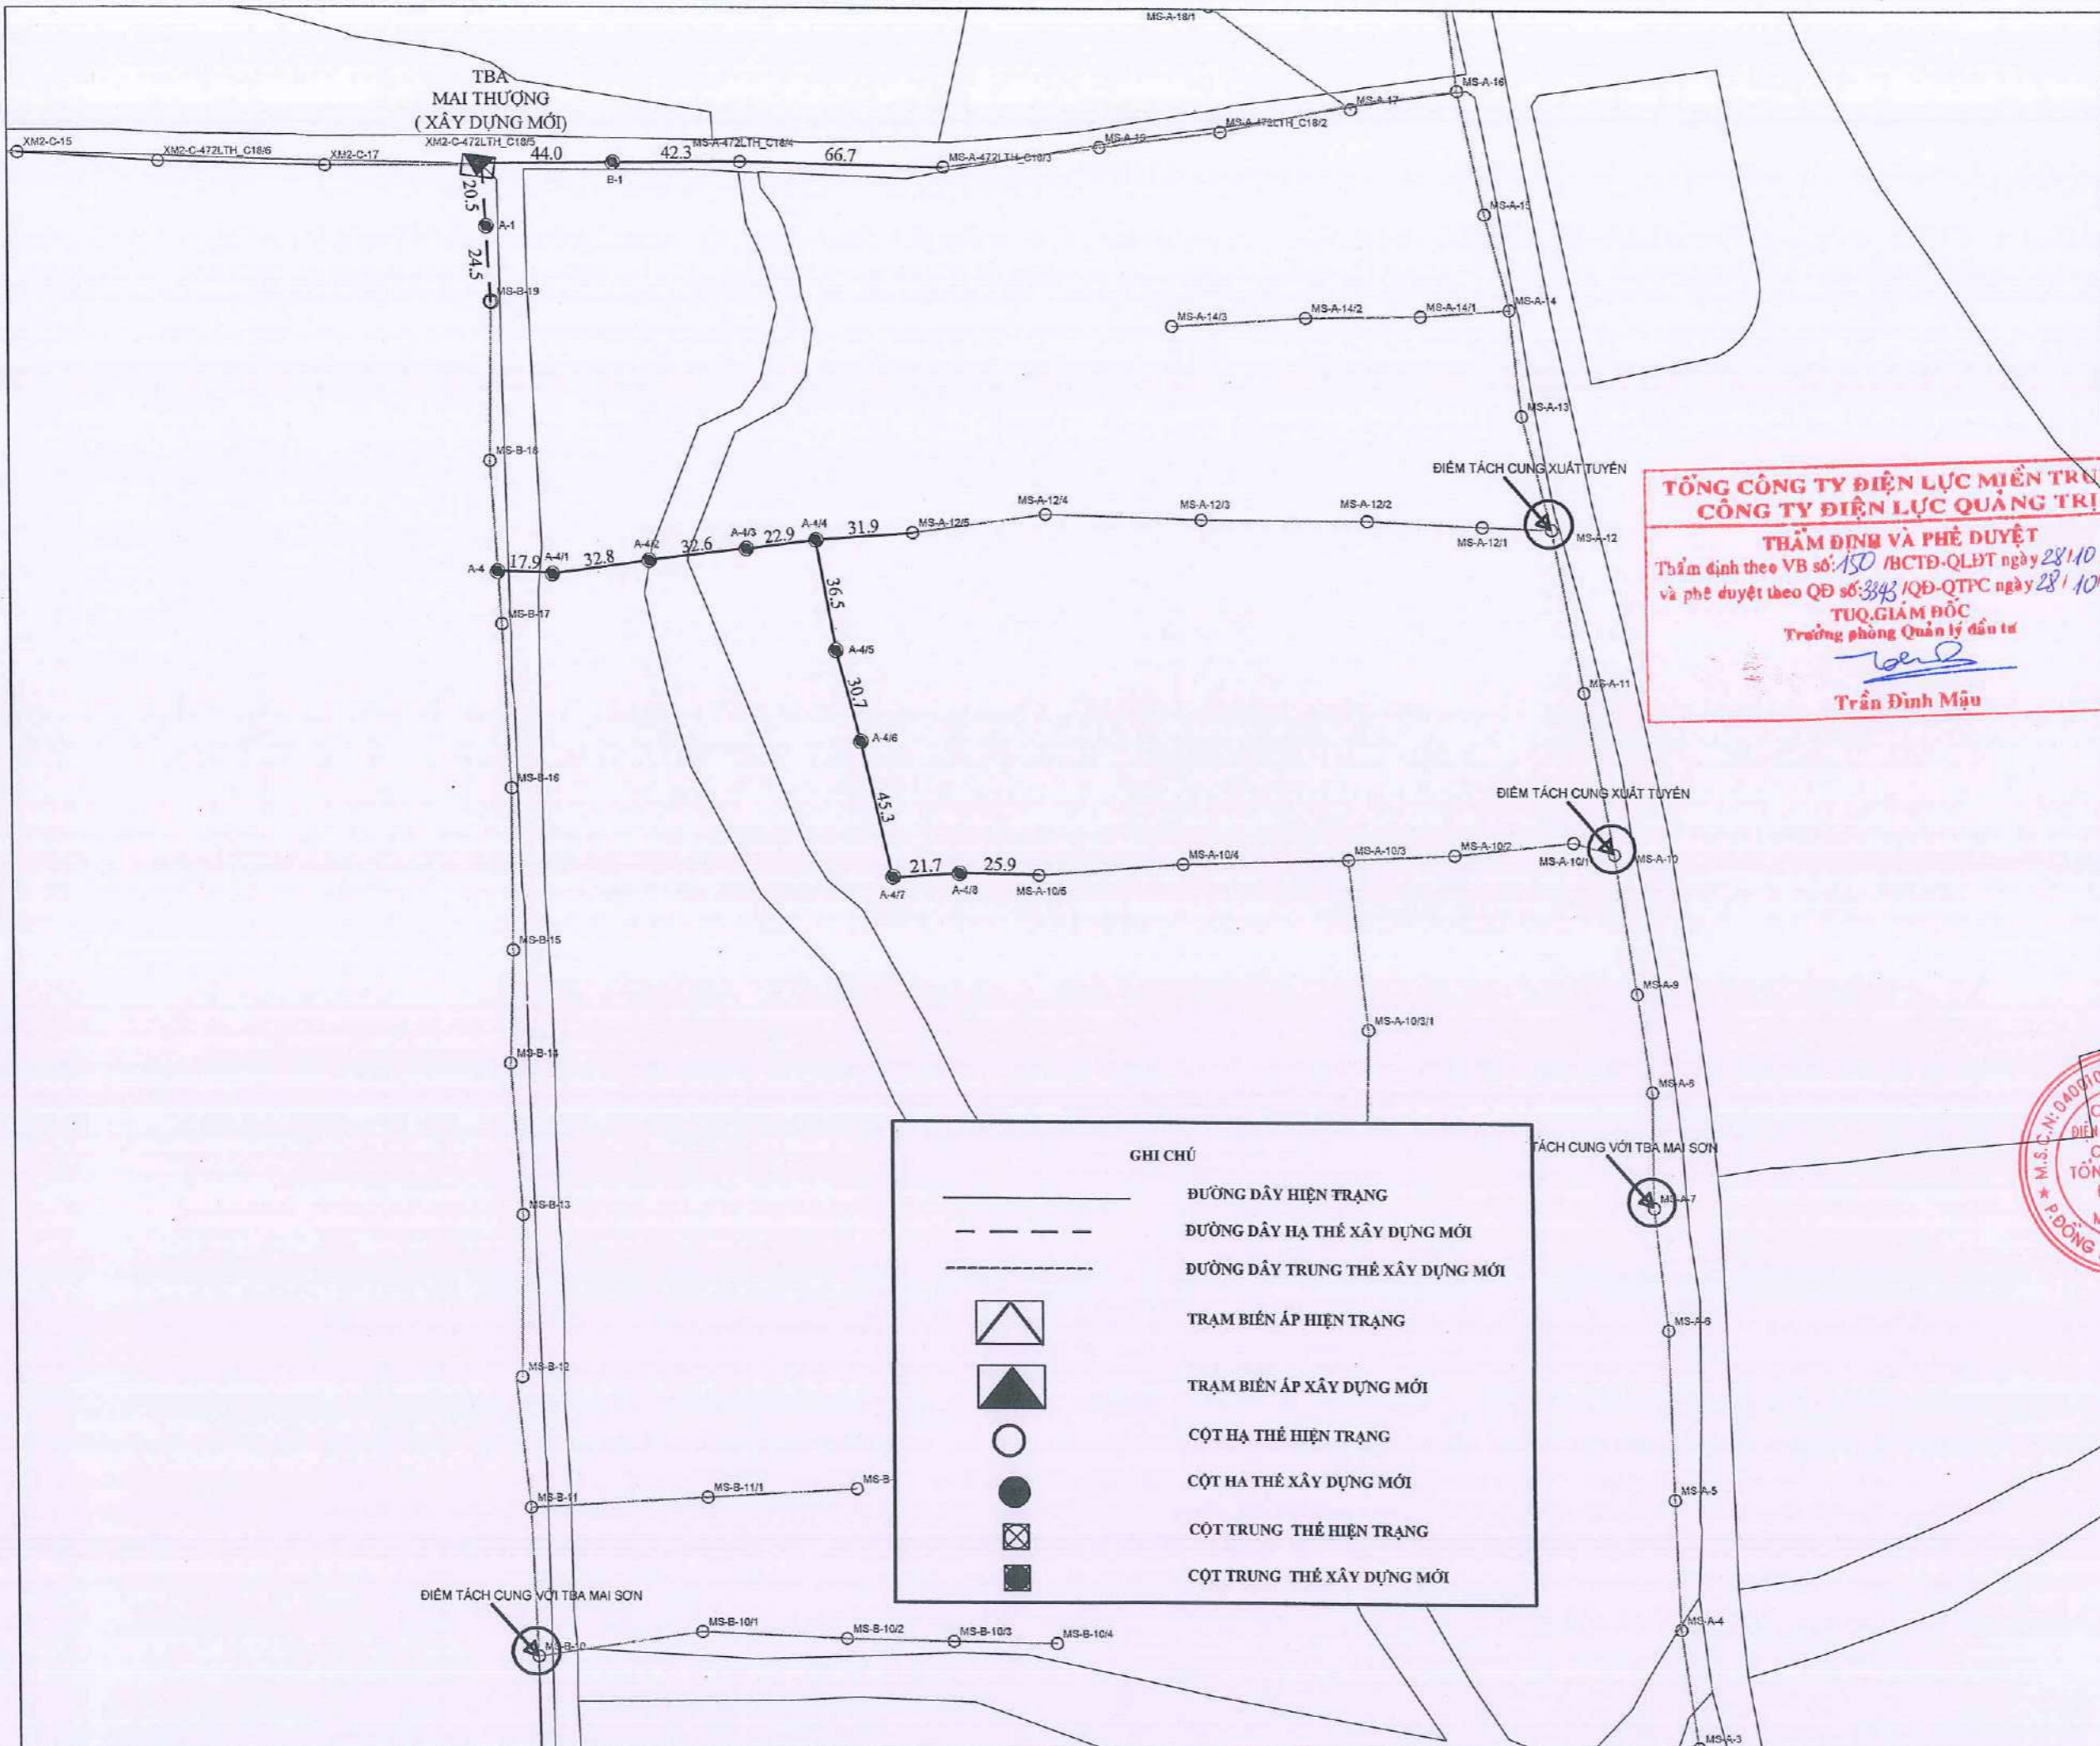 MS-A-18/1
TBA
MAI THƯỢNG
( XÂY DỰNG MỚI)
MS-A-16
MS-A-17
MS-A-472LTH_C18/2
XM2-C-15
XM2-C-472LTH_C18/6
XM2-C-17
XM2-C-472LTH_C18/5
44.0
42.3
MS-A-472LTH_C18/4
66.7
MS-A-472LTH_C18/3
B-1
20.5
A-1
24.5
MS-A-15
MS-B-19
MS-A-14/3
MS-A-14/2
MS-A-14/1
MS-A-14
MS-A-13
MS-B-18
ĐIỂM TÁCH CUNG XUẤT TUYẾN
MS-A-12/4
MS-A-12/3
MS-A-12/2
MS-A-12/1
MS-A-12
A-4
17.9
A-4/1
32.8
A-4/2
32.6
A-4/3
22.9
A-4/4
31.9
MS-A-12/5
36.5
MS-B-17
A-4/5
30.7
MS-A-11
A-4/6
MS-B-16
45.3
ĐIỂM TÁCH CUNG XUẤT TUYẾN
A-4/7
21.7
A-4/8
25.9
MS-A-10/5
MS-A-10/4
MS-A-10/3
MS-A-10/2
MS-A-10/1
MS-A-10
TỔNG CÔNG TY ĐIỆN LỰC MIỀN TRU
CÔNG TY ĐIỆN LỰC QUẢNG TRỊ
THẨM ĐỊNH VÀ PHÊ DUYỆT
Thẩm định theo VB số: 150 /BCTĐ-QLĐT ngày 28/10
và phê duyệt theo QĐ số: 3343 /QĐ-QTPC ngày 28/10
TUQ.GIÁM ĐỐC
Trưởng phòng Quản lý đầu tư
Trần Đình Mậu
MS-B-15
MS-A-9
MS-A-10/3/1
MS-B-14
MS-A-8
M.S.C.N: 04001
P.ĐÔNG
TÁCH CUNG VỚI TBA MAI SƠN
MS-A-7
MS-B-13
MS-A-6
MS-B-12
MS-A-5
MS-B-11
MS-B-11/1
MS-B
GHI CHÚ
ĐƯỜNG DÂY HIỆN TRẠNG
ĐƯỜNG DÂY HẠ THẾ XÂY DỰNG MỚI
ĐƯỜNG DÂY TRUNG THẾ XÂY DỰNG MỚI
TRẠM BIẾN ÁP HIỆN TRẠNG
TRẠM BIẾN ÁP XÂY DỰNG MỚI
CỘT HẠ THẾ HIỆN TRẠNG
CỘT HẠ THẾ XÂY DỰNG MỚI
CỘT TRUNG THẾ HIỆN TRẠNG
CỘT TRUNG THẾ XÂY DỰNG MỚI
ĐIỂM TÁCH CUNG VỚI TBA MAI SƠN
MS-B-10
MS-B-10/1
MS-B-10/2
MS-B-10/3
MS-B-10/4
MS-A-4
MS-A-3